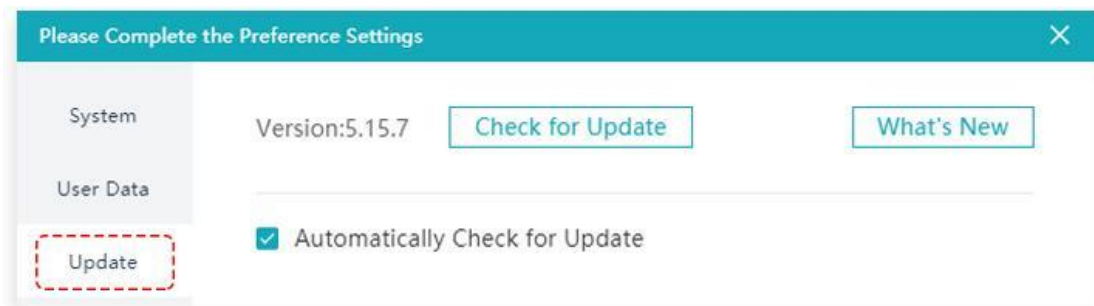 Please Complete the Preference Settings
System
Version:5.15.7
Check for Update
What's New
User Data
Automatically Check for Update
Update